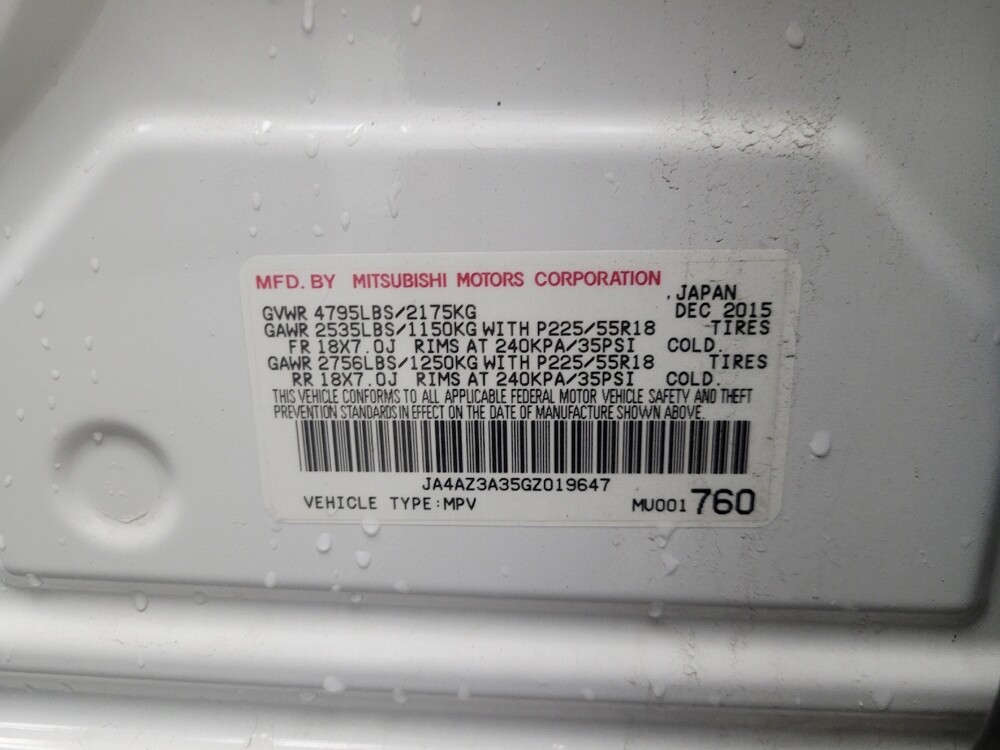 MFD. BY MITSUBISHI MOTORS CORPORATION
, JAPAN
GVWR 4795LBS/2175KG DEC 2015
GAWR 2535LBS/1150KG WITH P225/55R18 TIRES
FR 18X7.0J RIMS AT 240KPA/35PSI COLD.
GAWR 2756LBS/1250KG WITH P225/55R18 TIRES
RR 18X7.0J RIMS AT 240KPA/35PSI COLD.
THIS VEHICLE CONFORMS TO ALL APPLICABLE FEDERAL MOTOR VEHICLE SAFETY AND THEFT
PREVENTION STANDARDS IN EFFECT ON THE DATE OF MANUFACTURE SHOWN ABOVE.
JA4AZ3A35GZ019647
VEHICLE TYPE:MPV MU001 760